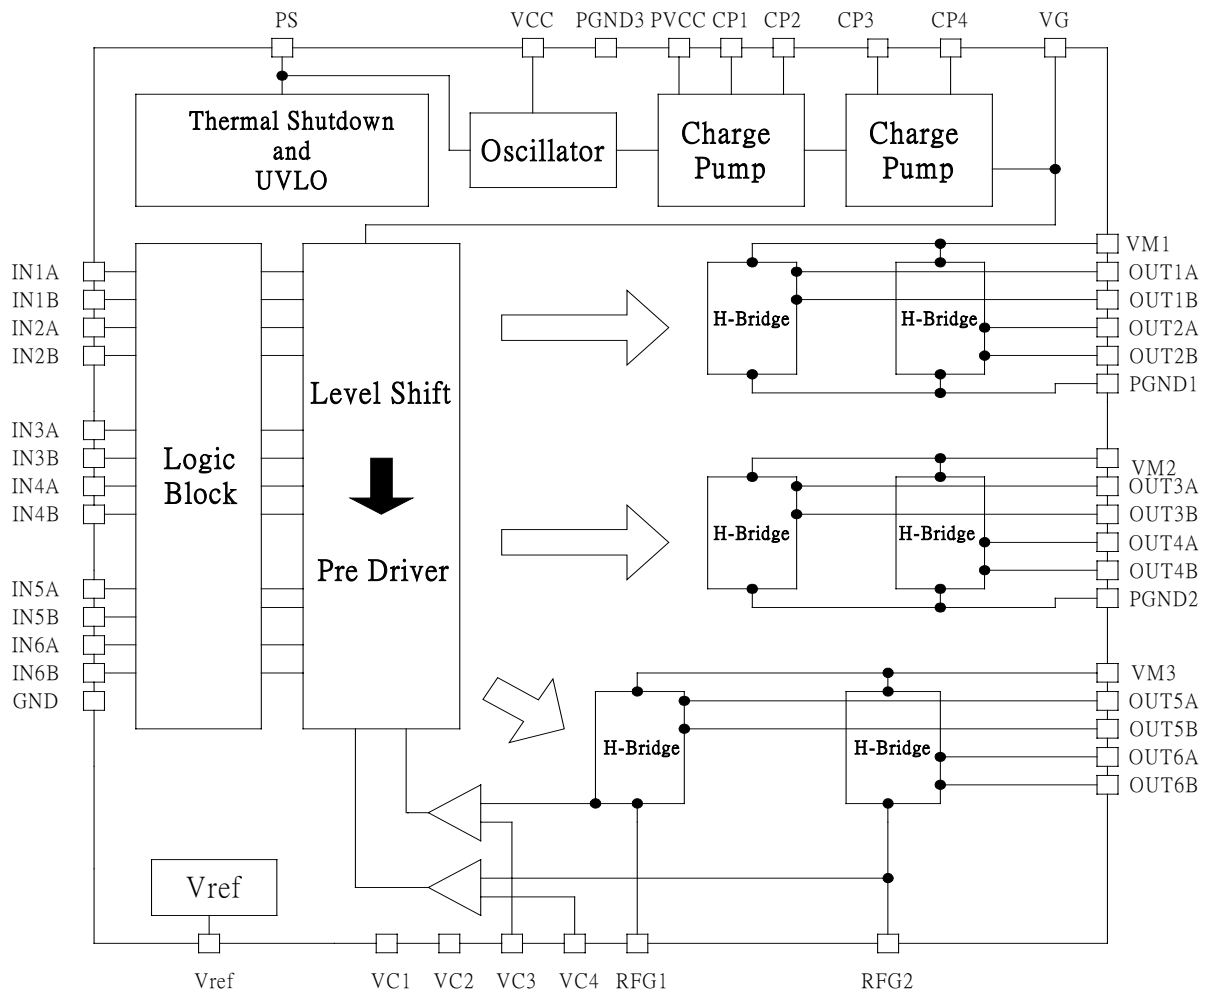 PS VCC PGND3 PVCC CP1 CP2 CP3 CP4 VG
Thermal Shutdown
and
UVLO
Oscillator
Charge
Pump
Charge
Pump
IN1A
IN1B
IN2A
IN2B
IN3A
IN3B
IN4A
IN4B
IN5A
IN5B
IN6A
IN6B
GND
Logic
Block
Level Shift
Pre Driver
H-Bridge
H-Bridge
H-Bridge
H-Bridge
H-Bridge
H-Bridge
VM1
OUT1A
OUT1B
OUT2A
OUT2B
PGND1
VM2
OUT3A
OUT3B
OUT4A
OUT4B
PGND2
VM3
OUT5A
OUT5B
OUT6A
OUT6B
Vref
Vref VC1 VC2 VC3 VC4 RFG1 RFG2